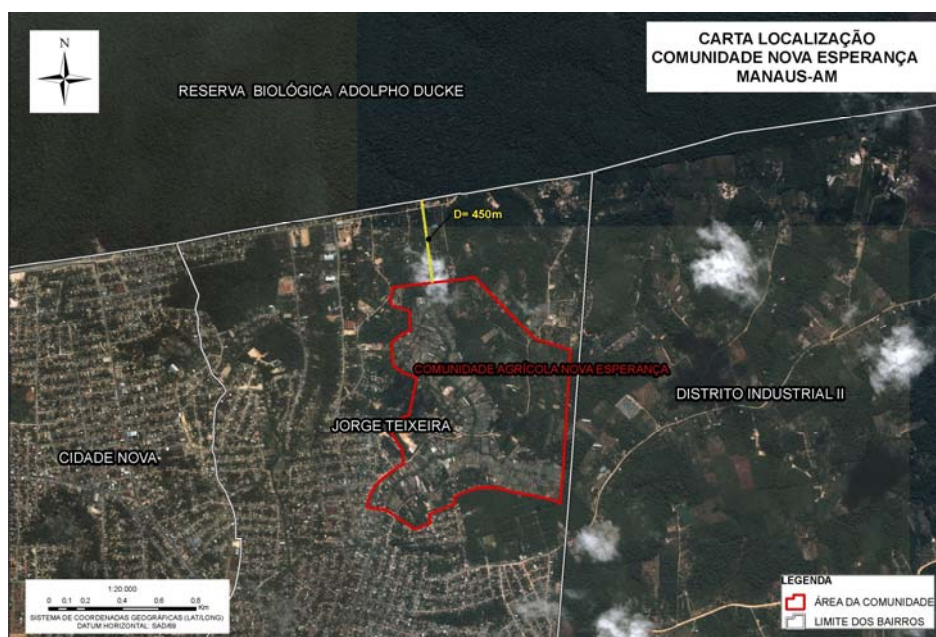 N
CARTA LOCALIZAÇÃO
COMUNIDADE NOVA ESPERANÇA
MANAUS-AM
RESERVA BIOLÓGICA ADOLPHO DUCKE
D= 450m
COMUNIDADE AGRÍCOLA NOVA ESPERANÇA
DISTRITO INDUSTRIAL II
JORGE TEIXEIRA
CIDADE NOVA
1:20.000
0 0.1 0.2 0.4 0.6 0.8
Km
SISTEMA DE COORDENADAS GEOGRÁFICAS (LAT/LONG)
DATUM HORIZONTAL: SAD/69
LEGENDA
ÁREA DA COMUNIDADE
LIMITE DOS BAIRROS